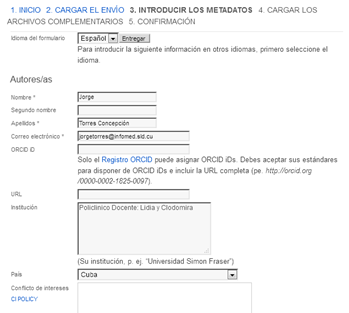 1. INICIO 2. CARGAR EL ENVÍO 3. INTRODUCIR LOS METADATOS 4. CARGAR LOS
ARCHIVOS COMPLEMENTARIOS 5. CONFIRMACIÓN
Idioma del formulario Español Entregar
Para introducir la siguiente información en otros idiomas, primero seleccione el
idioma.
Autores/as
Nombre * Jorge
Segundo nombre
Apellidos * Torres Concepción
Correo electrónico * jorgetorres@infomed.sld.cu
ORCID iD
Solo el Registro ORCID puede asignar ORCID iDs. Debes aceptar sus estándares
para disponer de ORCID iDs e incluir la URL completa (pe. http://orcid.org
/0000-0002-1825-0097).
URL
Institución Policlínico Docente: Lidia y Clodomira
(Su institución, p. ej. "Universidad Simon Fraser")
País Cuba
Conflicto de intereses
CI POLICY